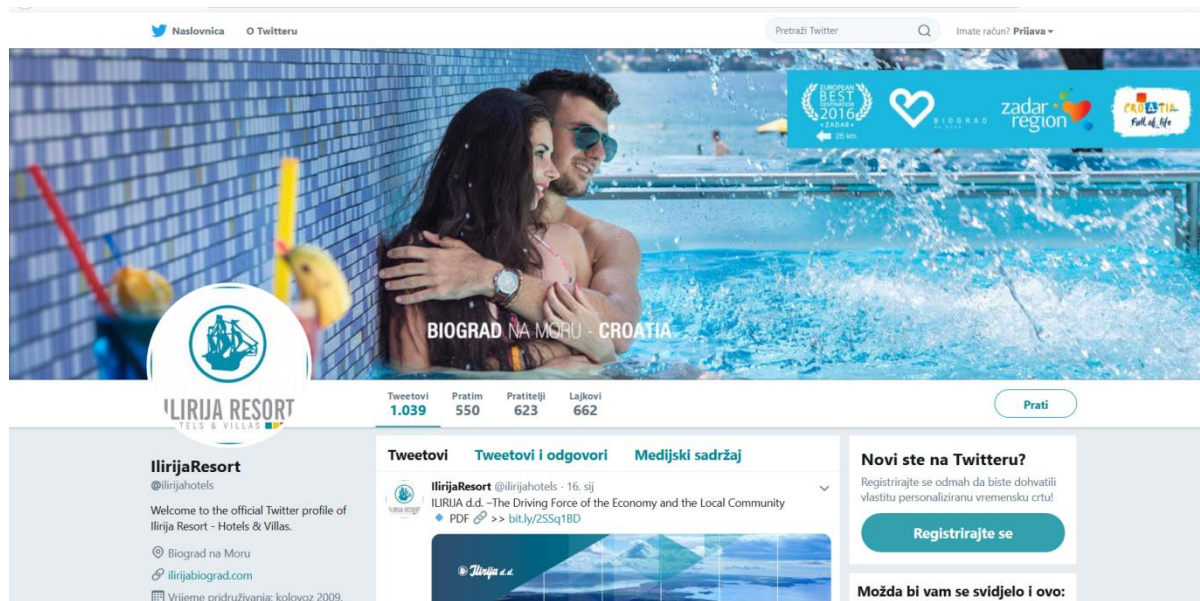 Naslovnica O Twitteru
Pretraži Twitter
Imate račun? Prijava
EUROPEAN
BEST
DESTINATION
2016
ZADAR
25 km
BIOGRAD
zadar
region
CROATIA
Full of life
BIOGRAD NA MORU - CROATIA
ILIRIJA RESORT
TELS & VILLAS
Tweetovi Pratim Pratitelji Lajkovi
1.039 550 623 662
Prati
IlirijaResort
@ilirijahotels
Welcome to the official Twitter profile of
Ilirija Resort - Hotels & Villas.
Biograd na Moru
ilirijabiograd.com
Vrijeme pridruživanja: kolovoz 2009.
Tweetovi Tweetovi i odgovori Medijski sadržaj
IlirijaResort @ilirijahotels · 16. sij
ILIRIJA d.d. –The Driving Force of the Economy and the Local Community
PDF >> bit.ly/2SSq1BD
Ilirija d.d.
Novi ste na Twitteru?
Registrirajte se odmah da biste dohvatili
vlastitu personaliziranu vremensku crtu!
Registrirajte se
Možda bi vam se svidjelo i ovo: